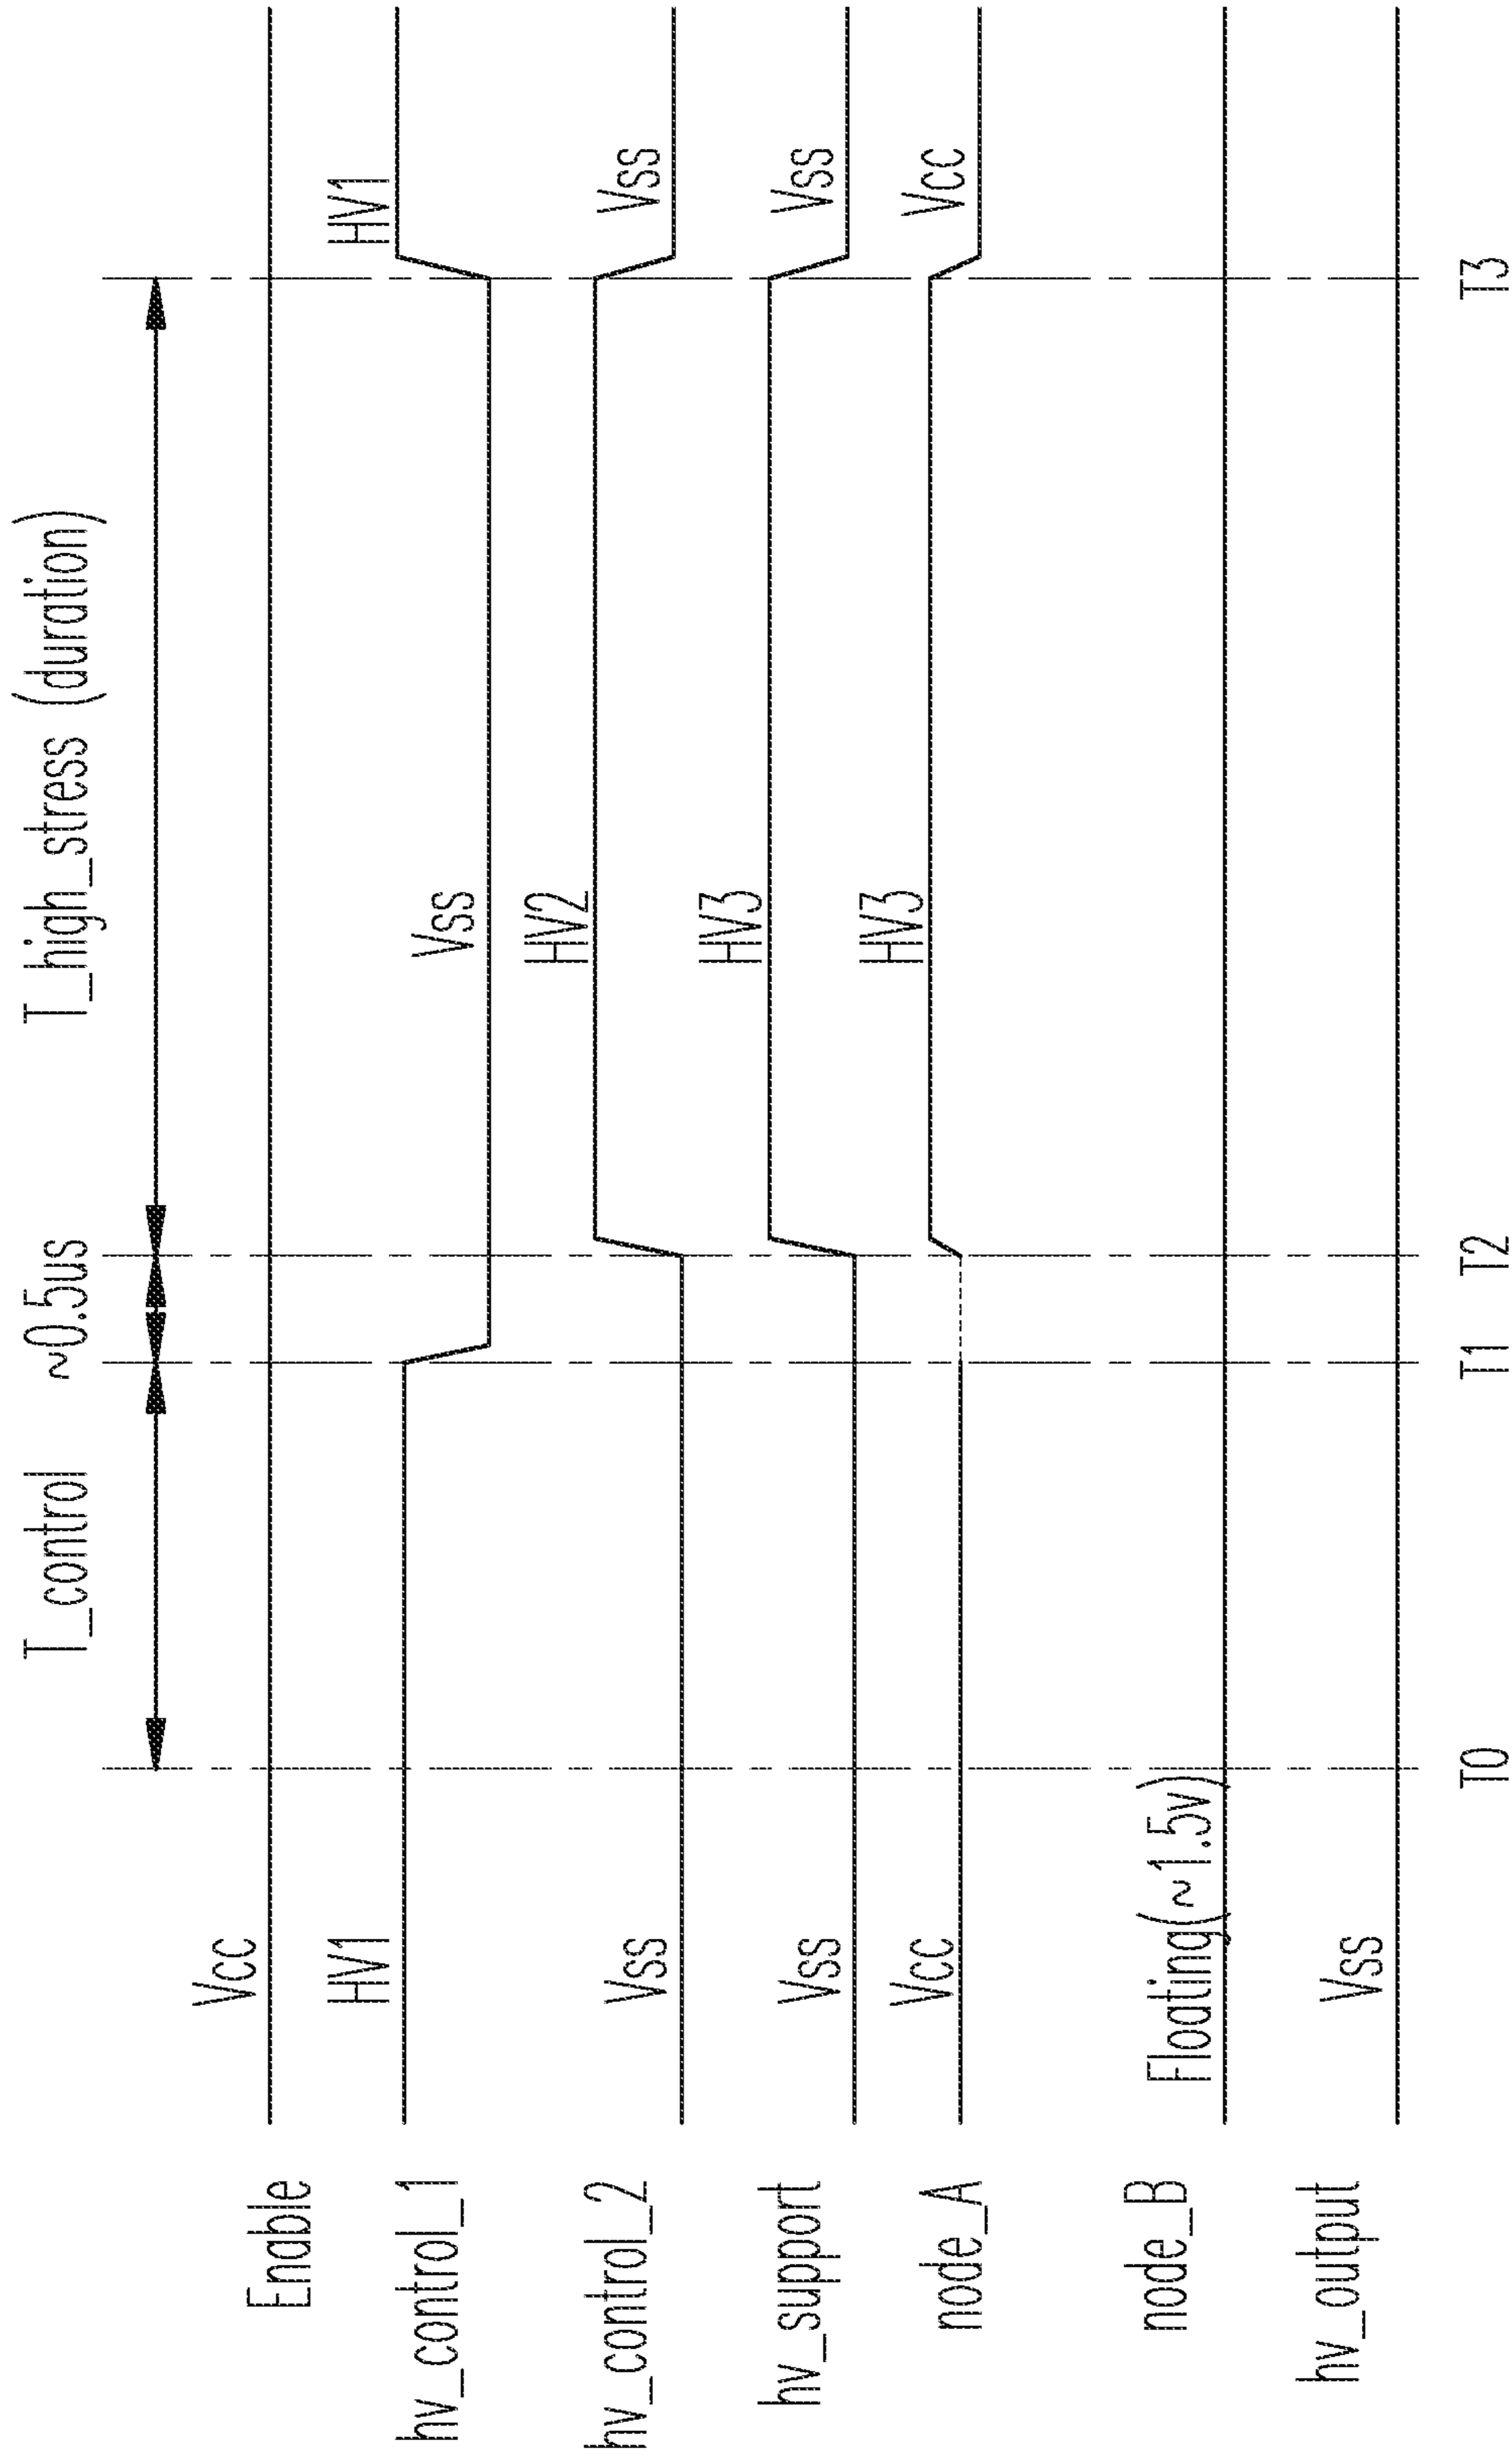 T_control ~0.5us T_high_stress (duration)
Enable Vcc
hv_control_1 HV1 Vss HV1
hv_control_2 Vss HV2 Vss
hv_support Vss HV3 Vss
node_A Vcc HV3 Vcc
node_B Floating(~1.5v)
hv_output Vss
T0 T1 T2 T3